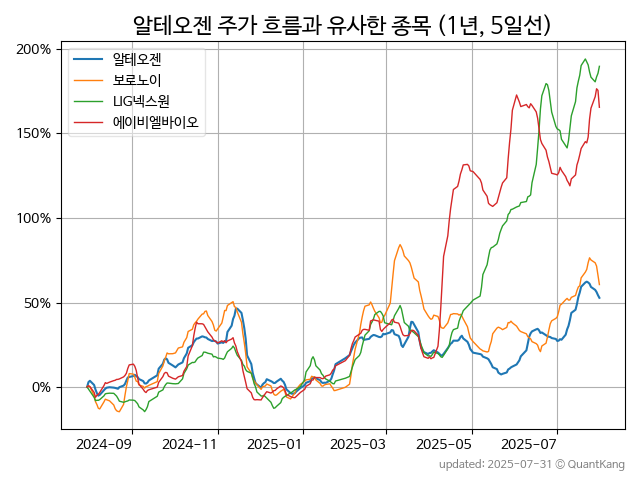 알테오젠 주가 흐름과 유사한 종목 (1년, 5일선)
200%
150%
100%
50%
0%
알테오젠
보로노이
LIG넥스원
에이비엘바이오
2024-09
2024-11
2025-01
2025-03
2025-05
2025-07
updated: 2025-07-31 © QuantKang